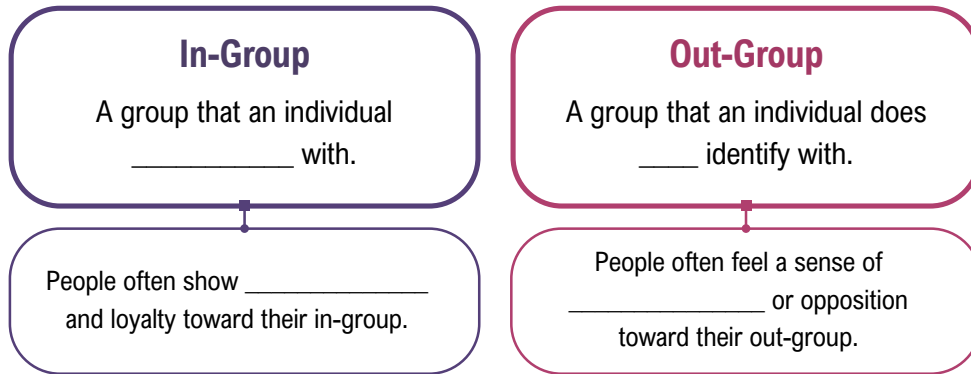 In-Group
A group that an individual
___________ with.
People often show ______________
and loyalty toward their in-group.
Out-Group
A group that an individual does
____ identify with.
People often feel a sense of
_______________ or opposition
toward their out-group.